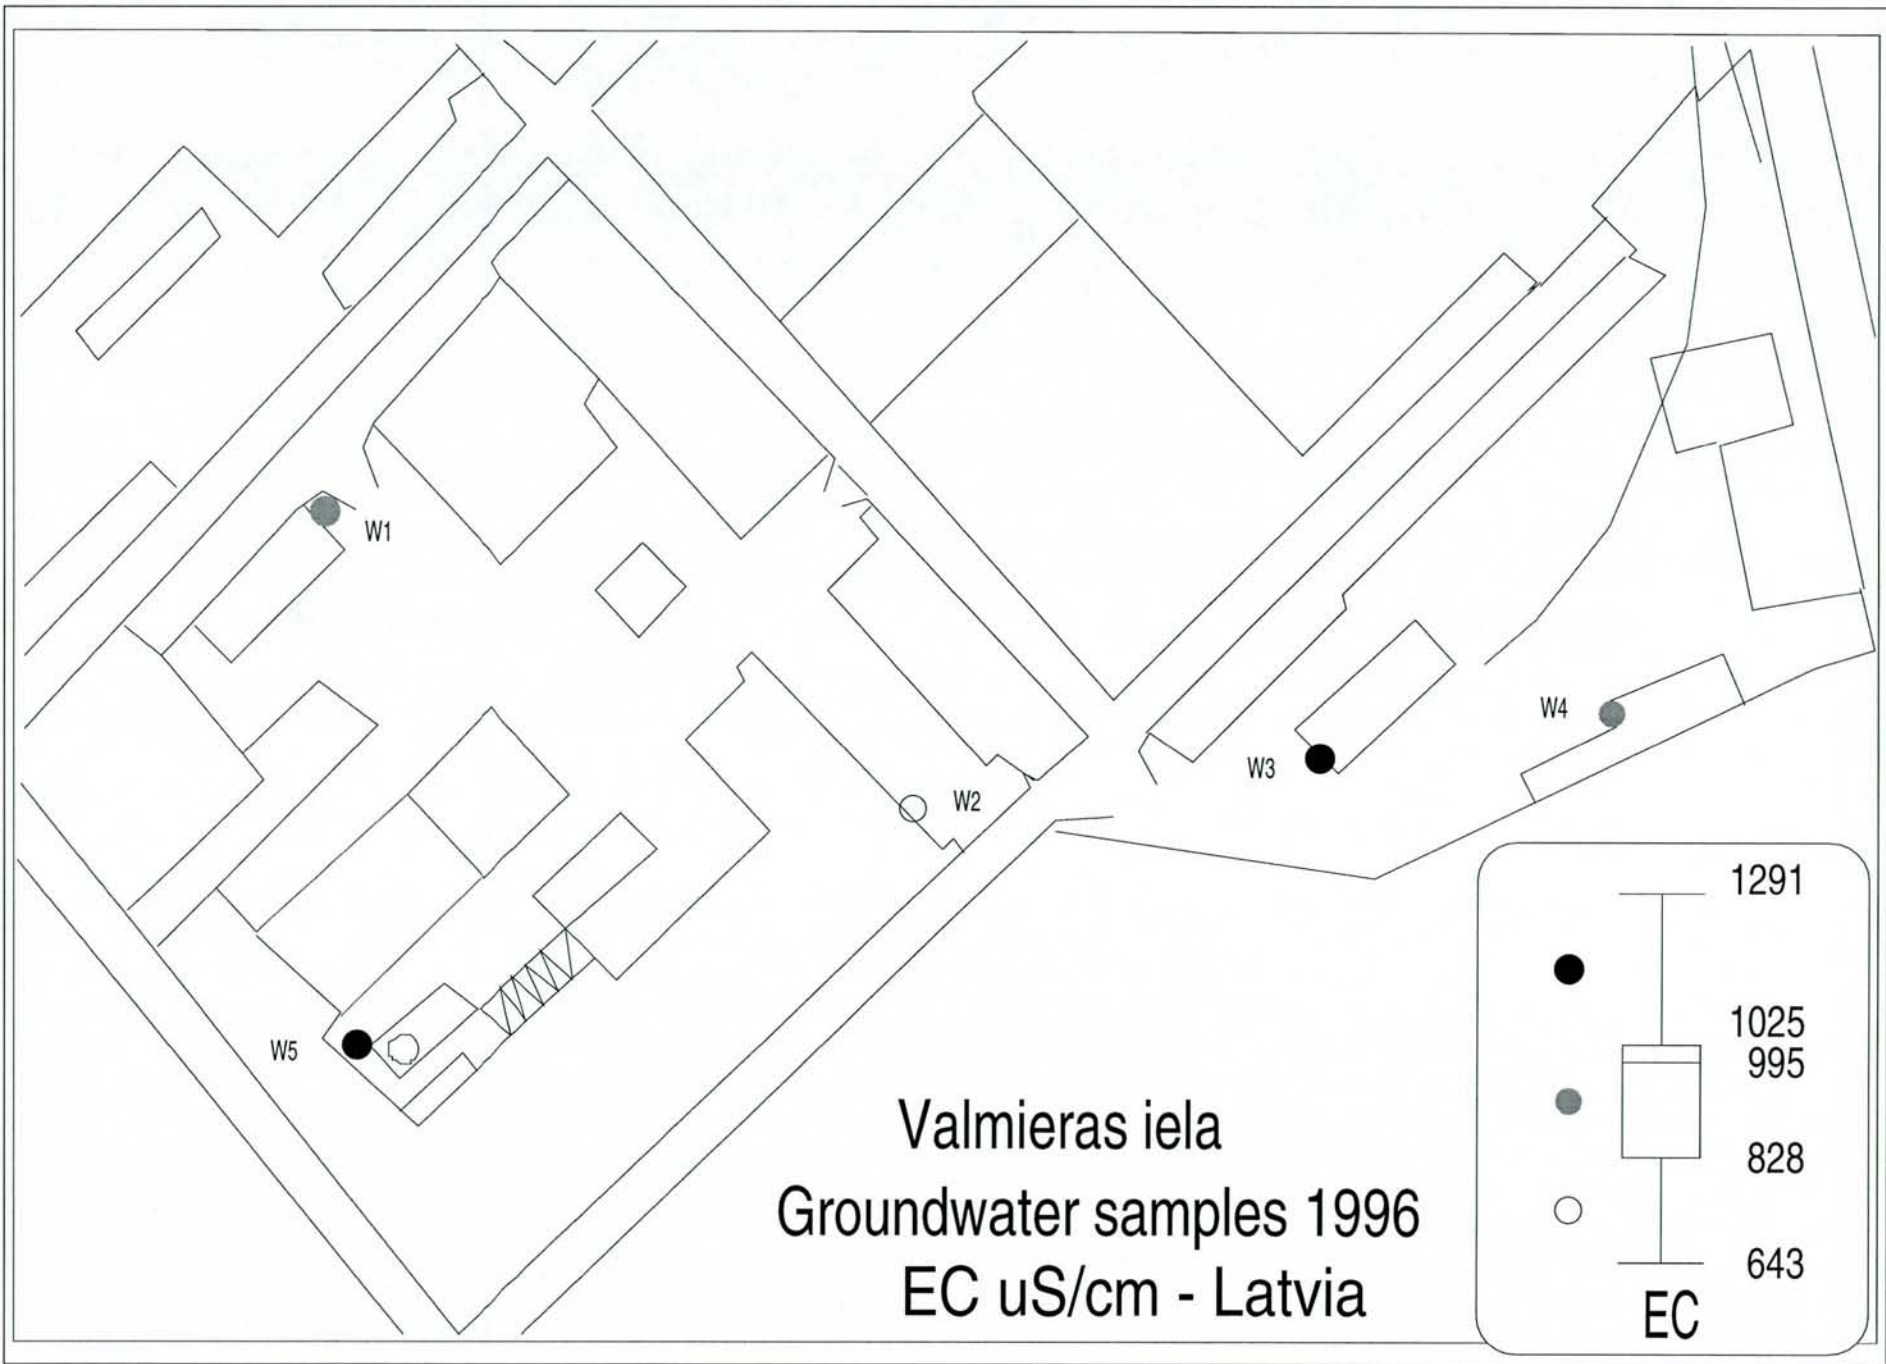 W1
W2
W3
W4
W5
Valmieras iela
Groundwater samples 1996
EC uS/cm - Latvia
1291
1025
995
828
643
EC